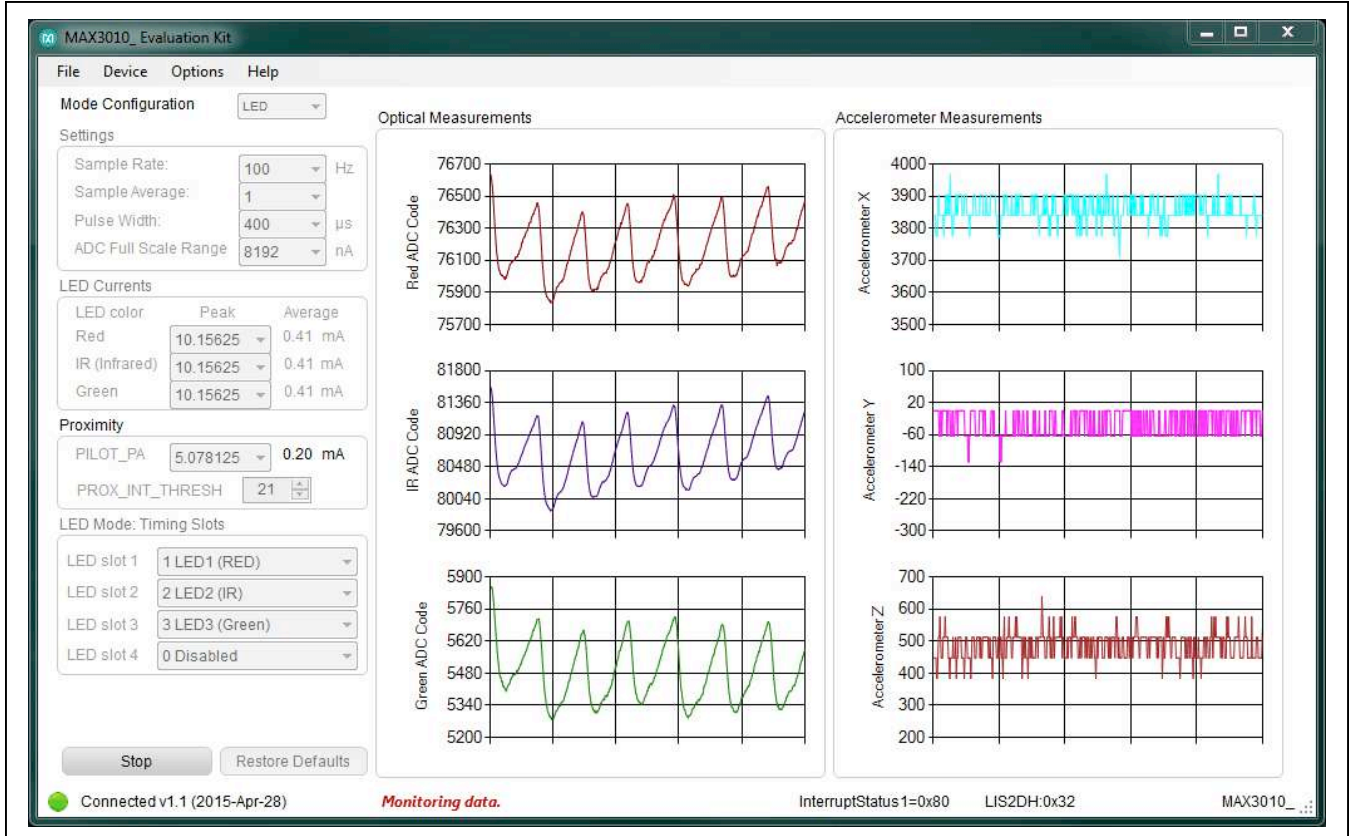 MAX3010_ Evaluation Kit
File Device Options Help
Mode Configuration LED
Settings
Sample Rate: 100 Hz
Sample Average: 1
Pulse Width: 400 µs
ADC Full Scale Range 8192 nA
LED Currents
LED color Peak Average
Red 10.15625 0.41 mA
IR (Infrared) 10.15625 0.41 mA
Green 10.15625 0.41 mA
Proximity
PILOT_PA 5.078125 0.20 mA
PROX_INT_THRESH 21
LED Mode: Timing Slots
LED slot 1 1 LED1 (RED)
LED slot 2 2 LED2 (IR)
LED slot 3 3 LED3 (Green)
LED slot 4 0 Disabled
Stop Restore Defaults
Optical Measurements
Red ADC Code
76700
76500
76300
76100
75900
75700
IR ADC Code
81800
81360
80920
80480
80040
79600
Green ADC Code
5900
5760
5620
5480
5340
5200
Accelerometer Measurements
Accelerometer X
4000
3900
3800
3700
3600
3500
Accelerometer Y
100
20
-60
-140
-220
-300
Accelerometer Z
700
600
500
400
300
200
Connected v1.1 (2015-Apr-28) Monitoring data. InterruptStatus1=0x80 LIS2DH:0x32 MAX3010_